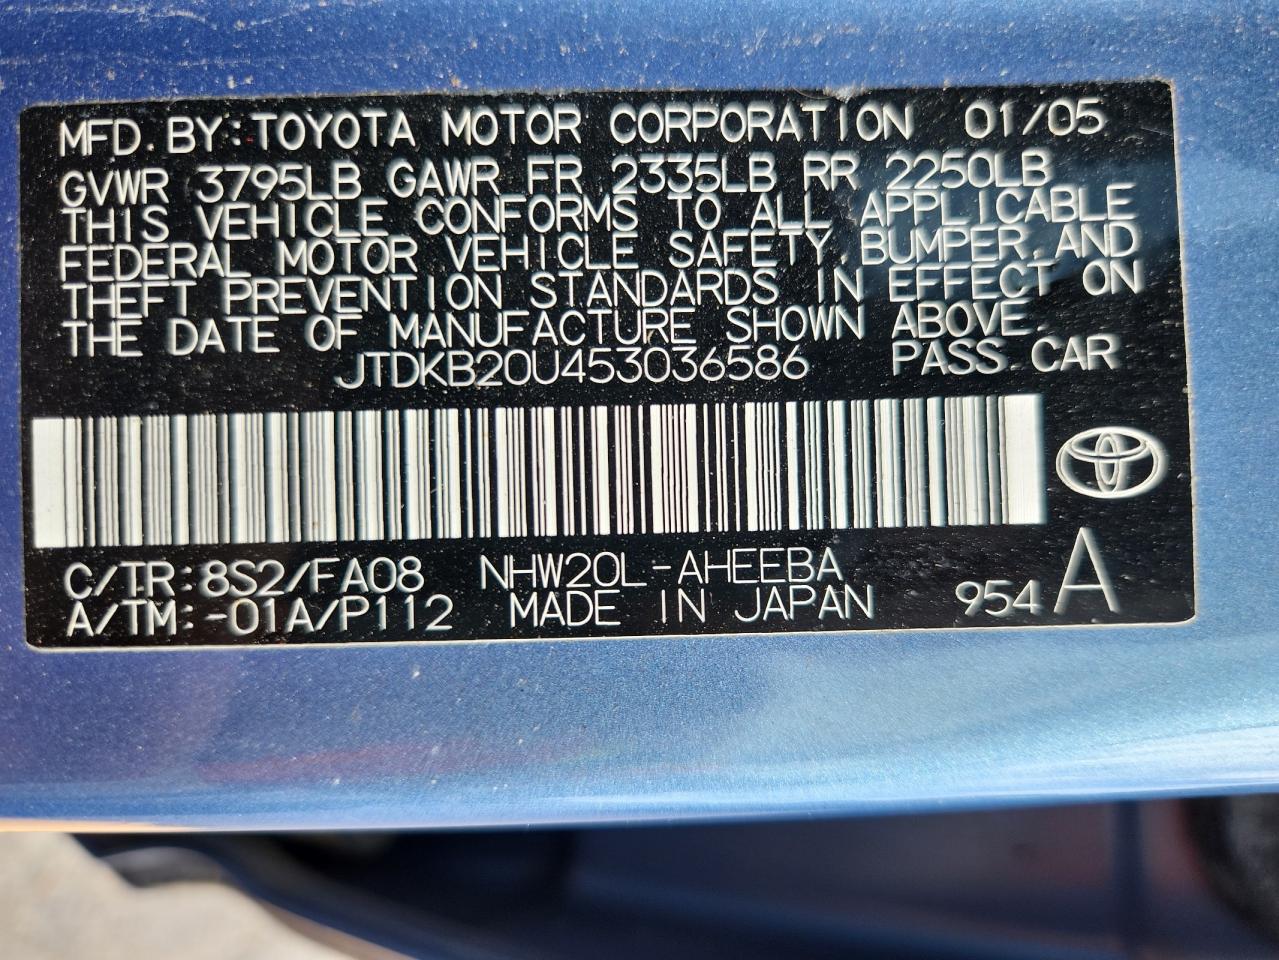 MFD. BY: TOYOTA MOTOR CORPORATION 01/05
GVWR 3795LB GAWR FR 2335LB RR 2250LB
THIS VEHICLE CONFORMS TO ALL APPLICABLE
FEDERAL MOTOR VEHICLE SAFETY, BUMPER, AND
THEFT PREVENTION STANDARDS IN EFFECT ON
THE DATE OF MANUFACTURE SHOWN ABOVE.
JTDKB20U453036586 PASS. CAR
C/TR: 8S2/FA08 NHW20L-AHEEBA
A/TM: -01A/P112 MADE IN JAPAN 954 A